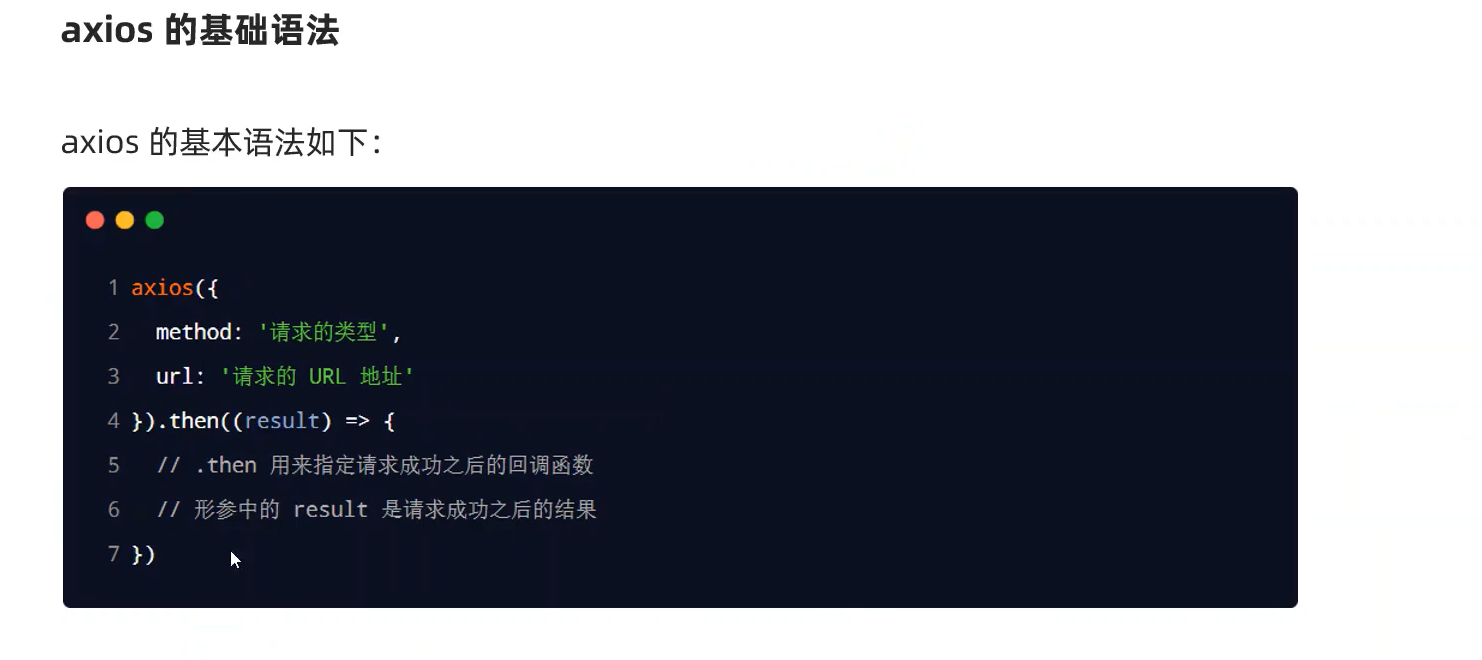 axios 的基础语法
axios 的基本语法如下：
1 axios({
2   method: '请求的类型',
3   url: '请求的 URL 地址'
4 }).then((result) => {
5   // .then 用来指定请求成功之后的回调函数
6   // 形参中的 result 是请求成功之后的结果
7 })